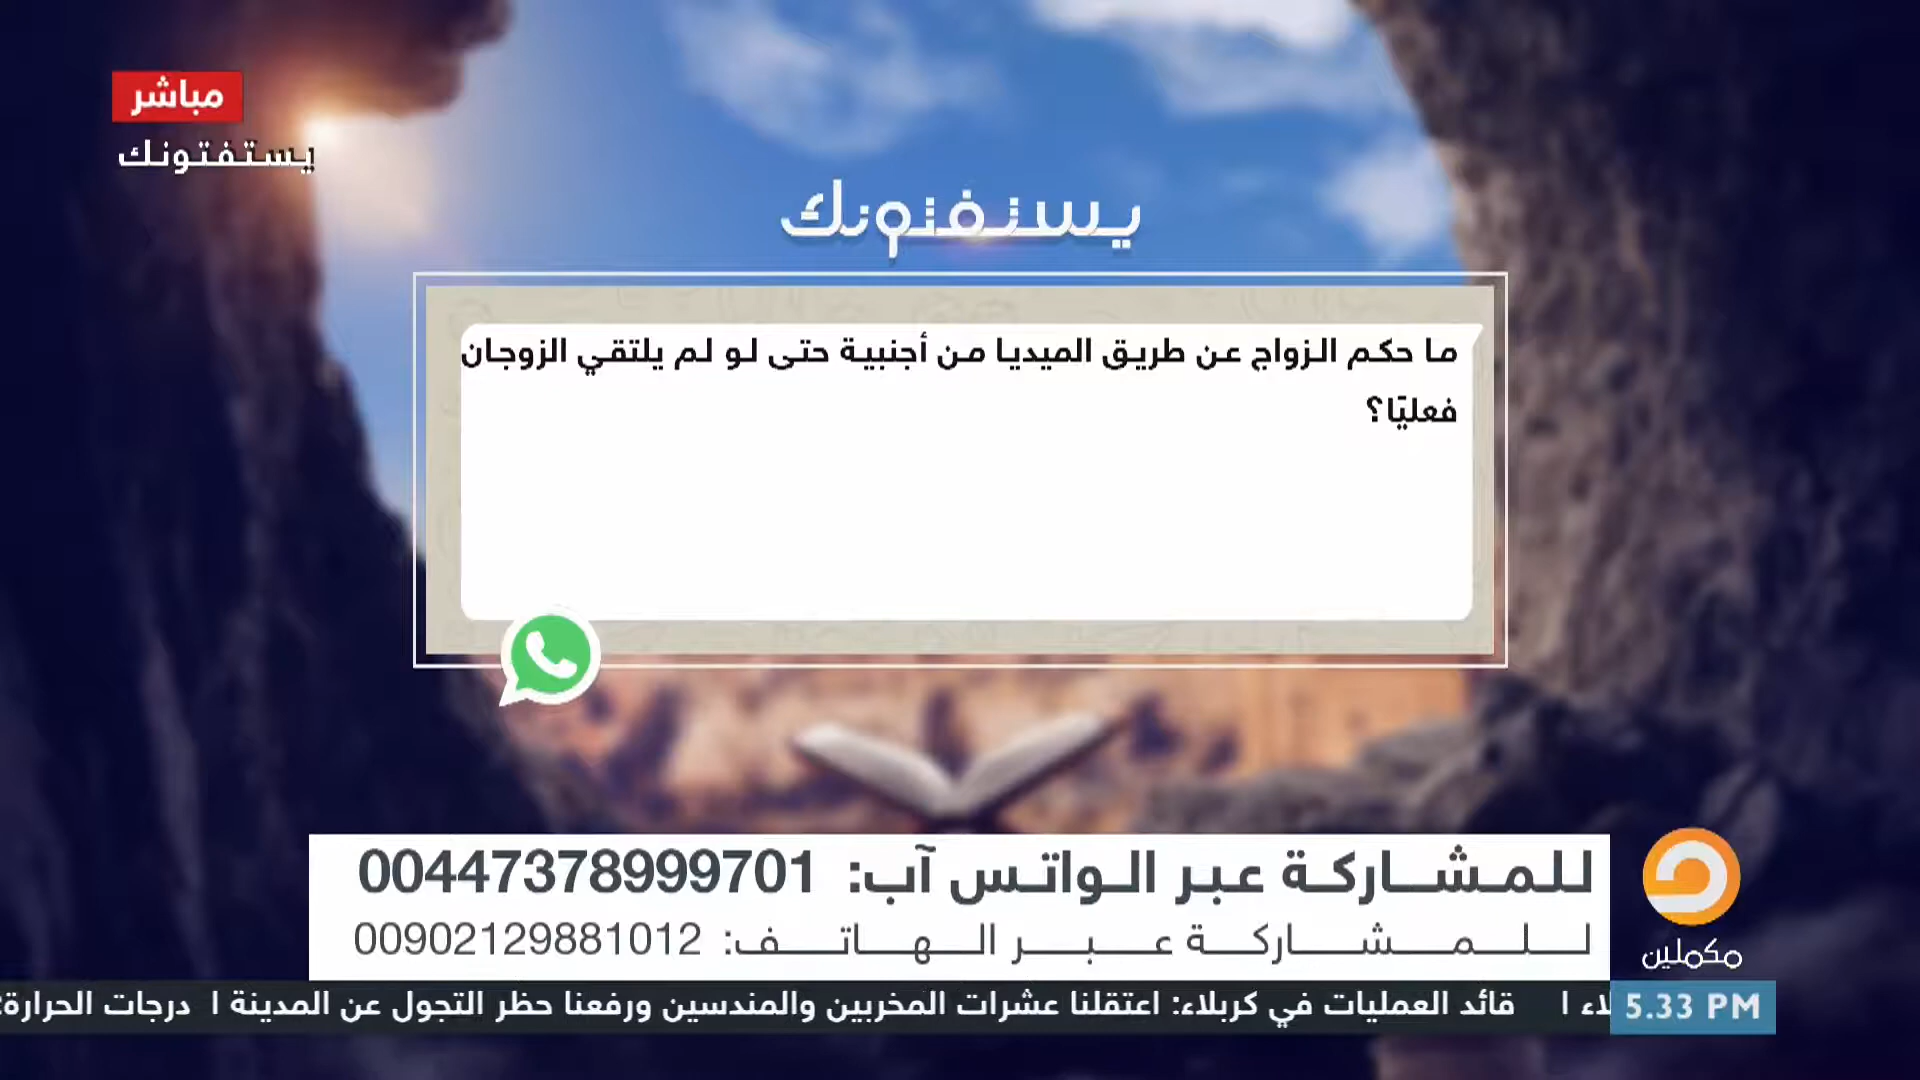 مباشر
يستفتونك
يستفتونك
ما حكم الزواج عن طريق الميديا من أجنبية حتى لو لم يلتقي الزوجان
فعليًا؟
للمشاركة عبر الواتس آب: 00447378999701
للمشاركة عبر الهاتف: 00902129881012
مكملين
لاء ا قائد العمليات في كربلاء: اعتقلنا عشرات المخربين والمندسين ورفعنا حظر التجول عن المدينة ا درجات الحرارة:
5.33 PM